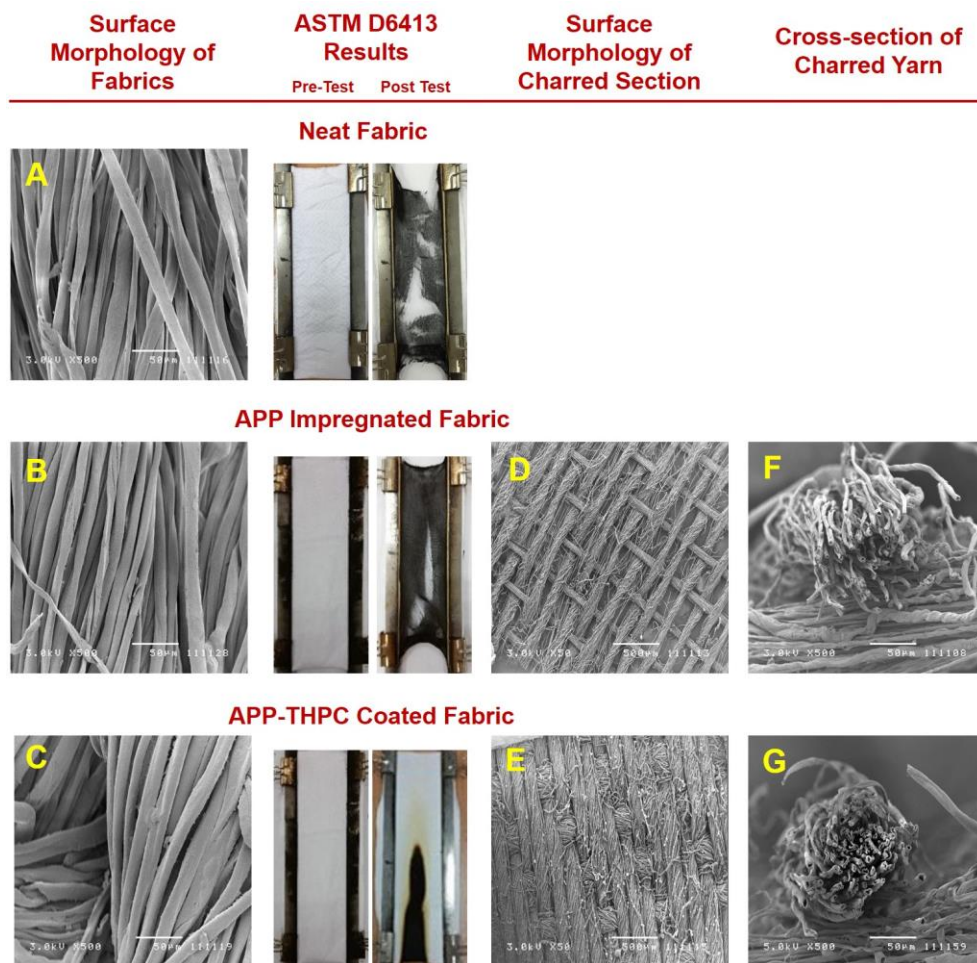 Surface
Morphology of
Fabrics
ASTM D6413
Results
Pre-Test Post Test
Surface
Morphology of
Charred Section
Cross-section of
Charred Yarn
Neat Fabric
A
3.0kV X500 50μm 111116
APP Impregnated Fabric
B
3.0kV X500 50μm 111128
D
3.0kV X50 500μm 111113
F
3.0kV X500 50μm 111108
APP-THPC Coated Fabric
C
3.0kV X500 50μm 111119
E
3.0kV X50 500μm 111115
G
5.0kV X500 50μm 111159